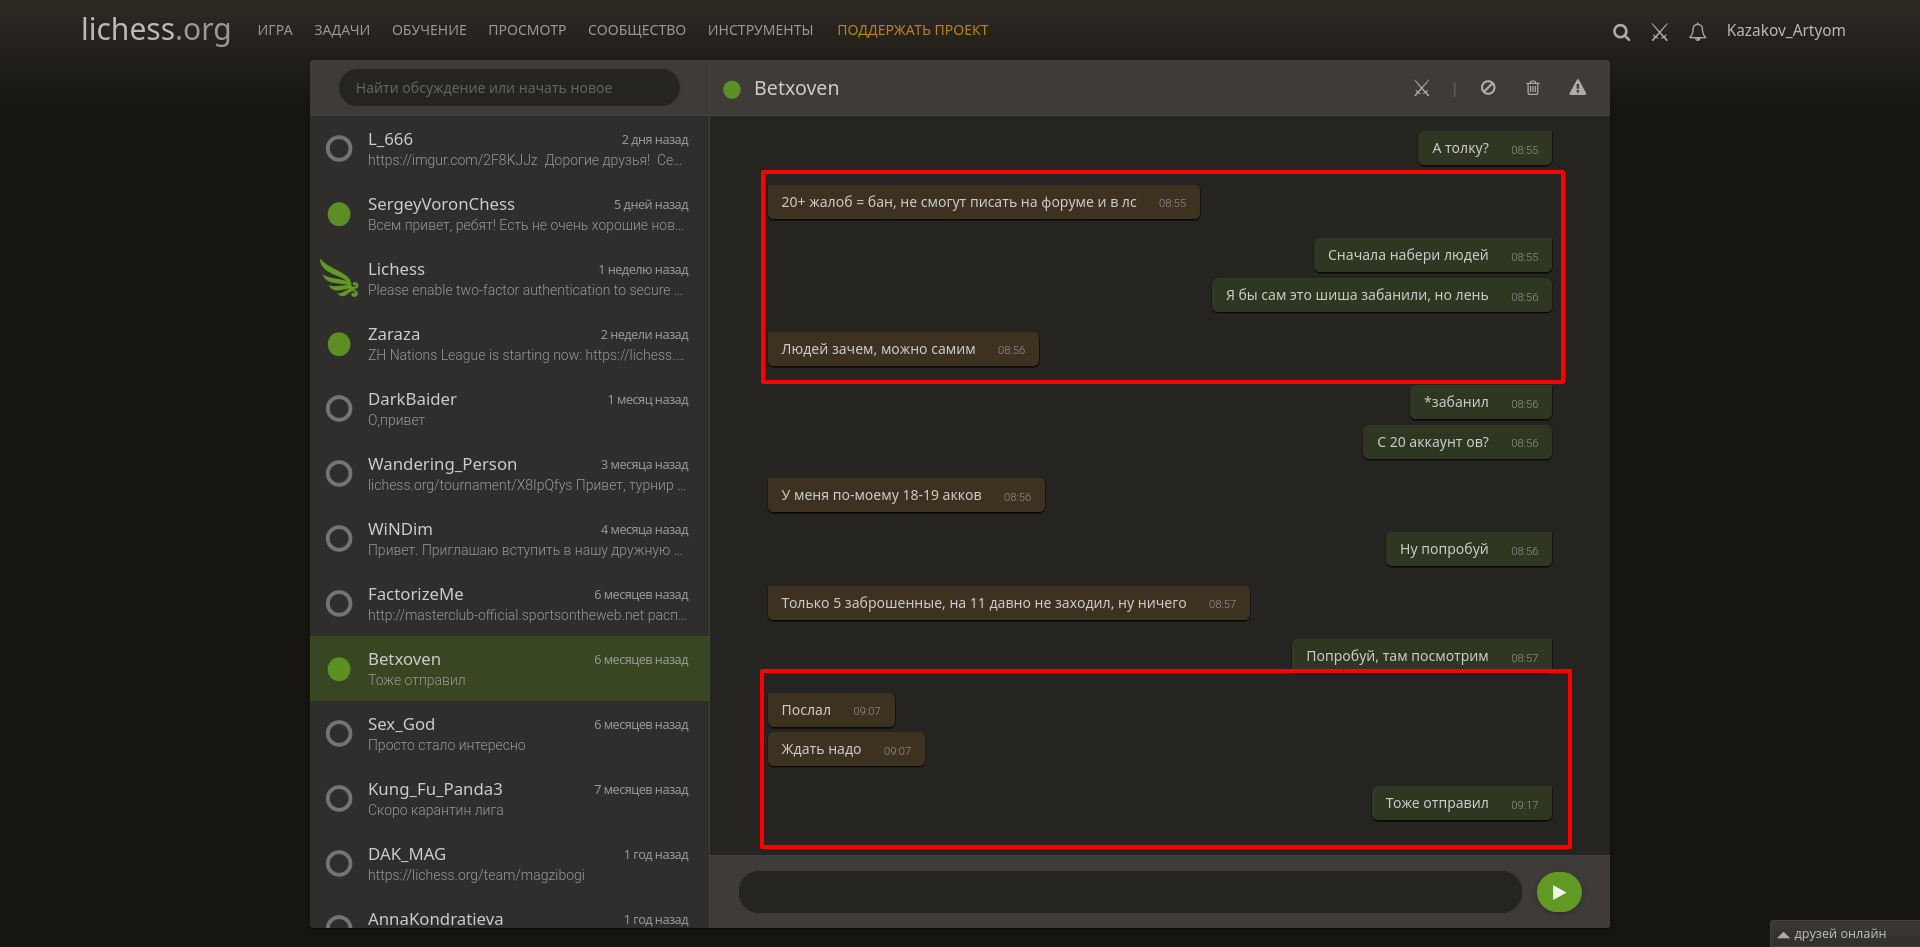 lichess.org
ИГРА ЗАДАЧИ ОБУЧЕНИЕ ПРОСМОТР СООБЩЕСТВО ИНСТРУМЕНТЫ ПОДДЕРЖАТЬ ПРОЕКТ
Kazakov_Artyom
Найти обсуждение или начать новое
L_666 2 дня назад
https://imgur.com/2F8KJJz Дорогие друзья! Се...
SergeyVoronChess 5 дней назад
Всем привет, ребят! Есть не очень хорошие нов...
Lichess 1 неделю назад
Please enable two-factor authentication to secure ...
Zaraza 2 недели назад
ZH Nations League is starting now: https://lichess....
DarkBaider 1 месяц назад
О,привет
Wandering_Person 3 месяца назад
lichess.org/tournament/X8IpQfys Привет, турнир ...
WiNDim 4 месяца назад
Привет. Приглашаю вступить в нашу дружную ...
FactorizeMe 6 месяцев назад
http://masterclub-official.sportsontheweb.net расп...
Betxoven 6 месяцев назад
Тоже отправил
Sex_God 6 месяцев назад
Просто стало интересно
Kung_Fu_Panda3 7 месяцев назад
Скоро карантин лига
DAK_MAG 1 год назад
https://lichess.org/team/magzibogi
AnnaKondratieva 1 год назад
Betxoven
А толку? 08:55
20+ жалоб = бан, не смогут писать на форуме и в лс 08:55
Сначала набери людей 08:55
Я бы сам это шиша забанили, но лень 08:56
Людей зачем, можно самим 08:56
*забанил 08:56
С 20 аккаунт ов? 08:56
У меня по-моему 18-19 акков 08:56
Ну попробуй 08:56
Только 5 заброшенные, на 11 давно не заходил, ну ничего 08:57
Попробуй, там посмотрим 08:57
Послал 09:07
Ждать надо 09:07
Тоже отправил 09:17
друзей онлайн